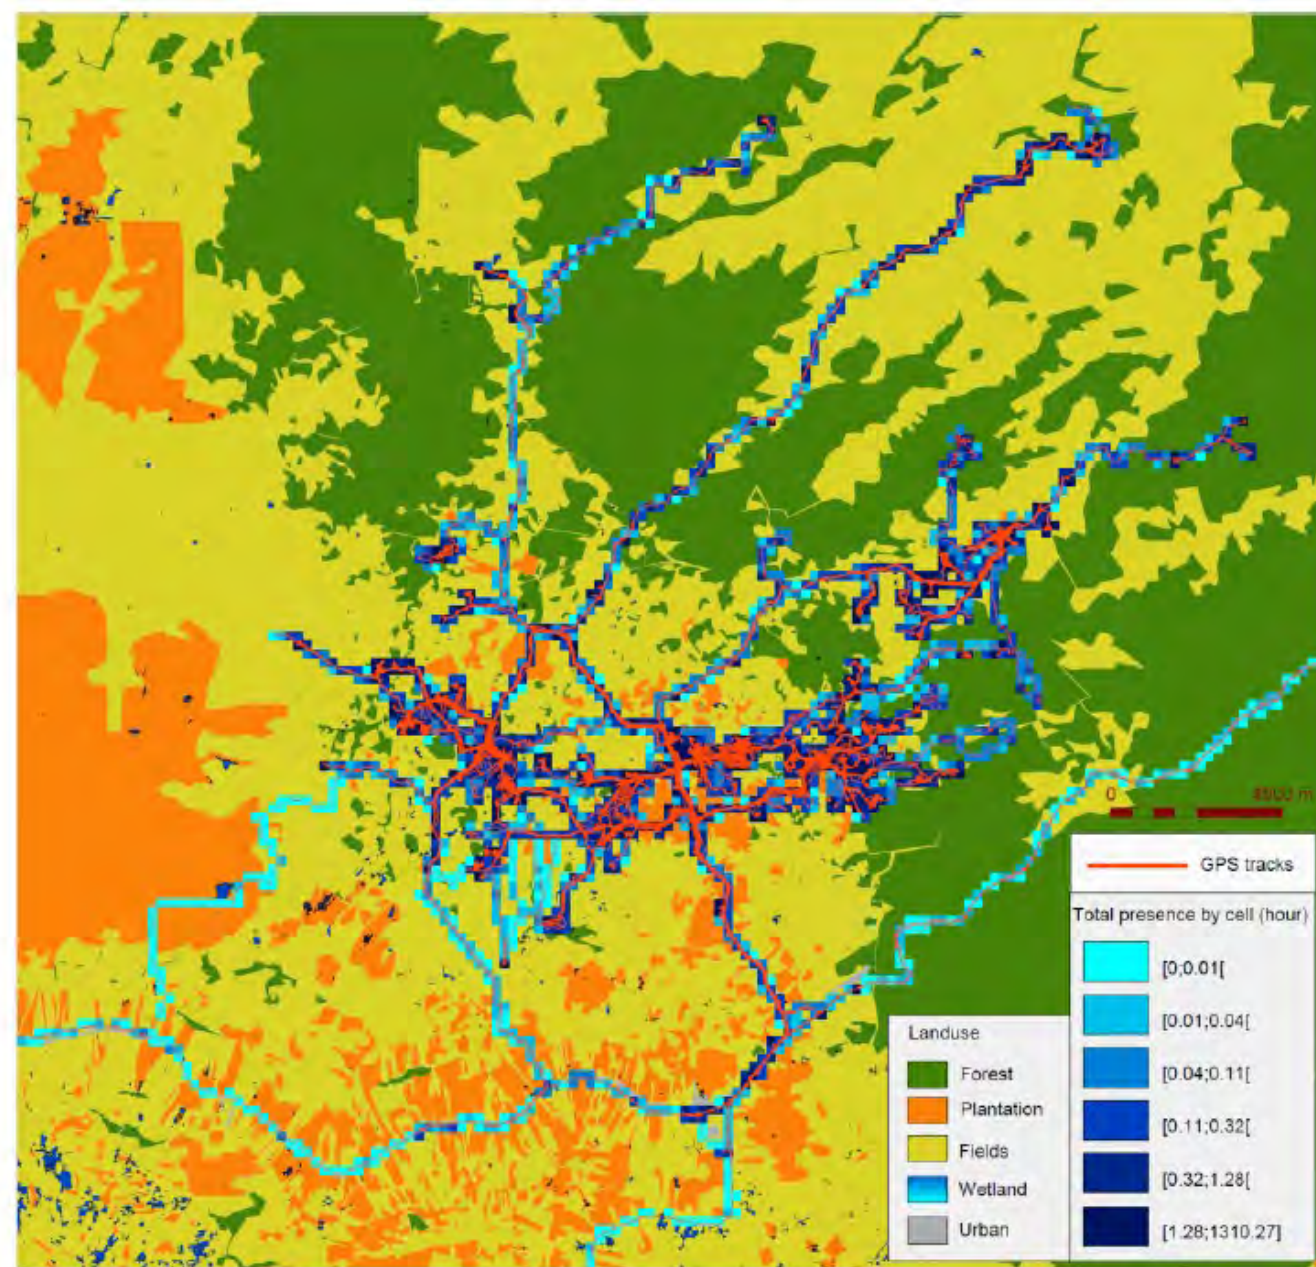 0
GPS tracks
Total presence by cell (hour)
[0;0.01[
[0.01;0.04[
[0.04;0.11[
[0.11;0.32[
[0.32;1.28[
[1.28;1310.27]
Landuse
Forest
Plantation
Fields
Wetland
Urban